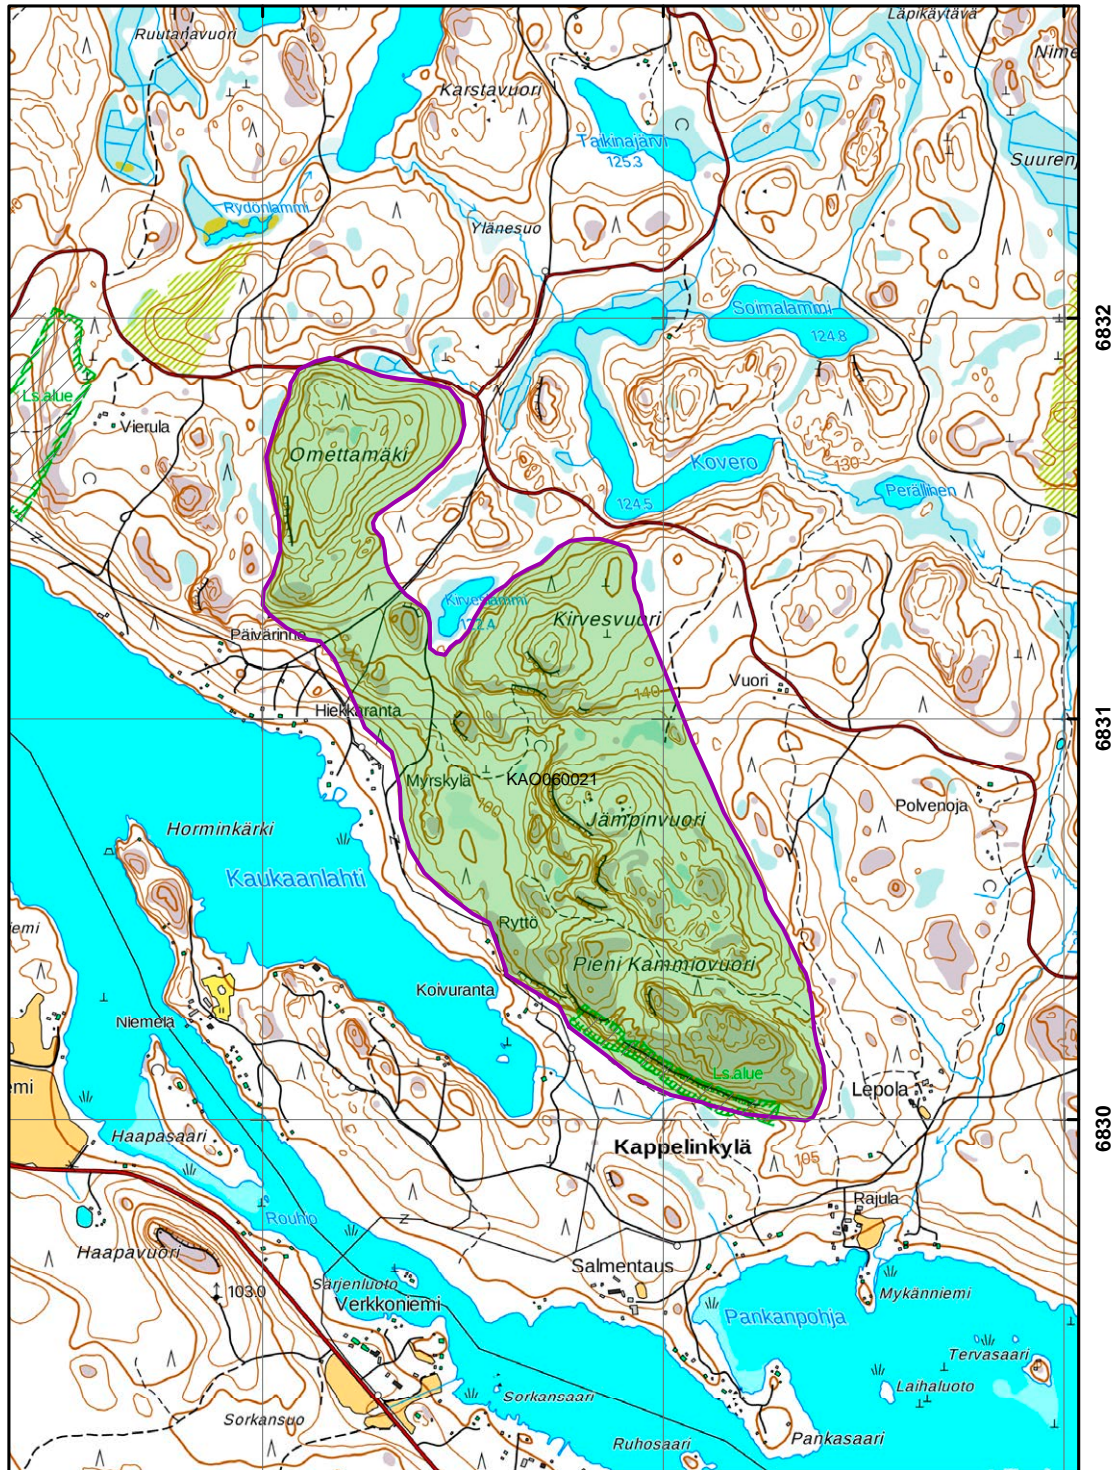 Ruutanavuori
Läpikäytävä
Karstavuori
Taikinajärvi
125.3
Rydönlammi
Ylänesuo
Soimalammi
124.8
6832
Ls.alue
Vierula
Omettamäki
Kovero
130
124.5
Perällinen
Kirveslammi
122.4
Kirvesvuori
Päivärinne
140
Vuori
Hiekkaranta
6831
Myrskylä
KAO060021
100
Jämpinvuori
Polvenoja
Horminkärki
Kaukaanlahti
Ryttö
Pieni Kammiovuori
Koivuranta
Niemelä
Ls.alue
Lepola
6830
Haapasaari
Kappelinkylä
105
Rajula
Rouhio
Haapavuori
Salmentaus
Särjenluoto
103.0
Verkkoniemi
Mykänniemi
Pankanpohja
Tervasaari
Laihaluoto
Sorkansaari
Sorkansuo
Ruhosaari
Pankasaari